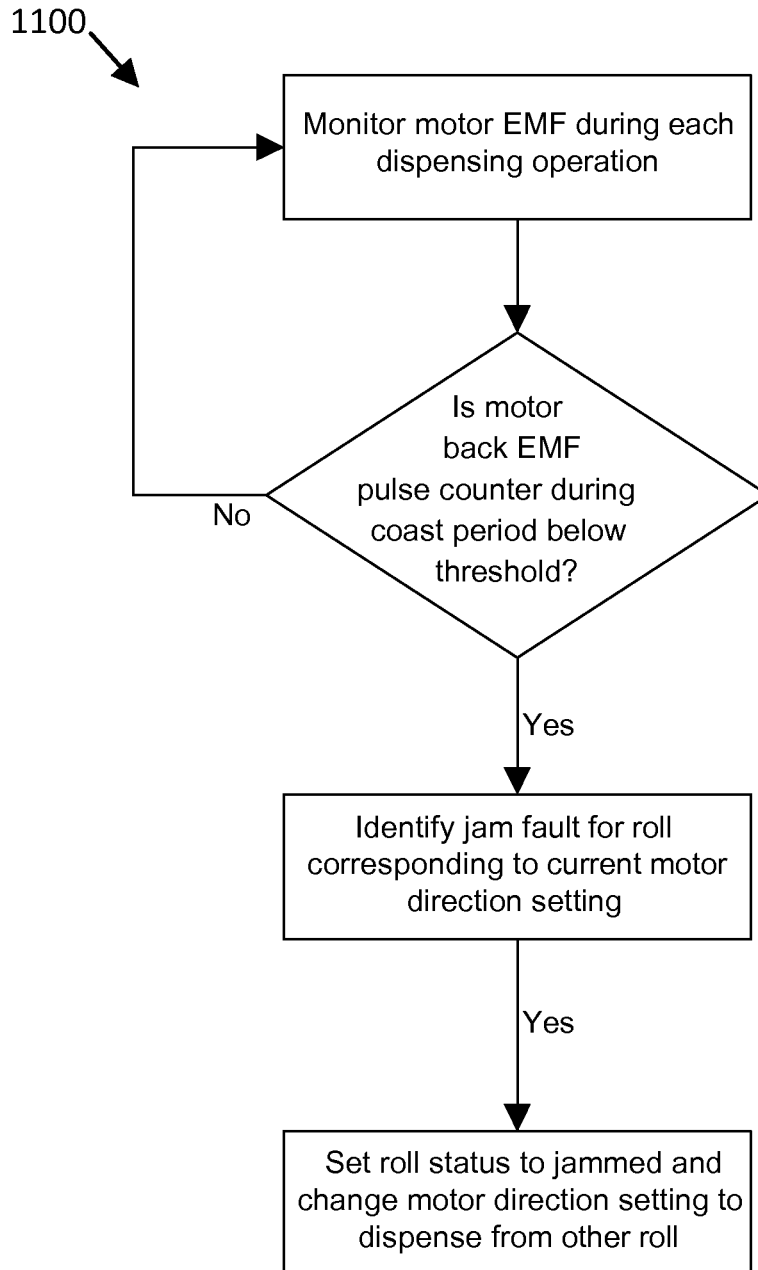 1100
Monitor motor EMF during each
dispensing operation
Is motor
back EMF
pulse counter during
coast period below
threshold?
No
Yes
Identify jam fault for roll
corresponding to current motor
direction setting
Yes
Set roll status to jammed and
change motor direction setting to
dispense from other roll